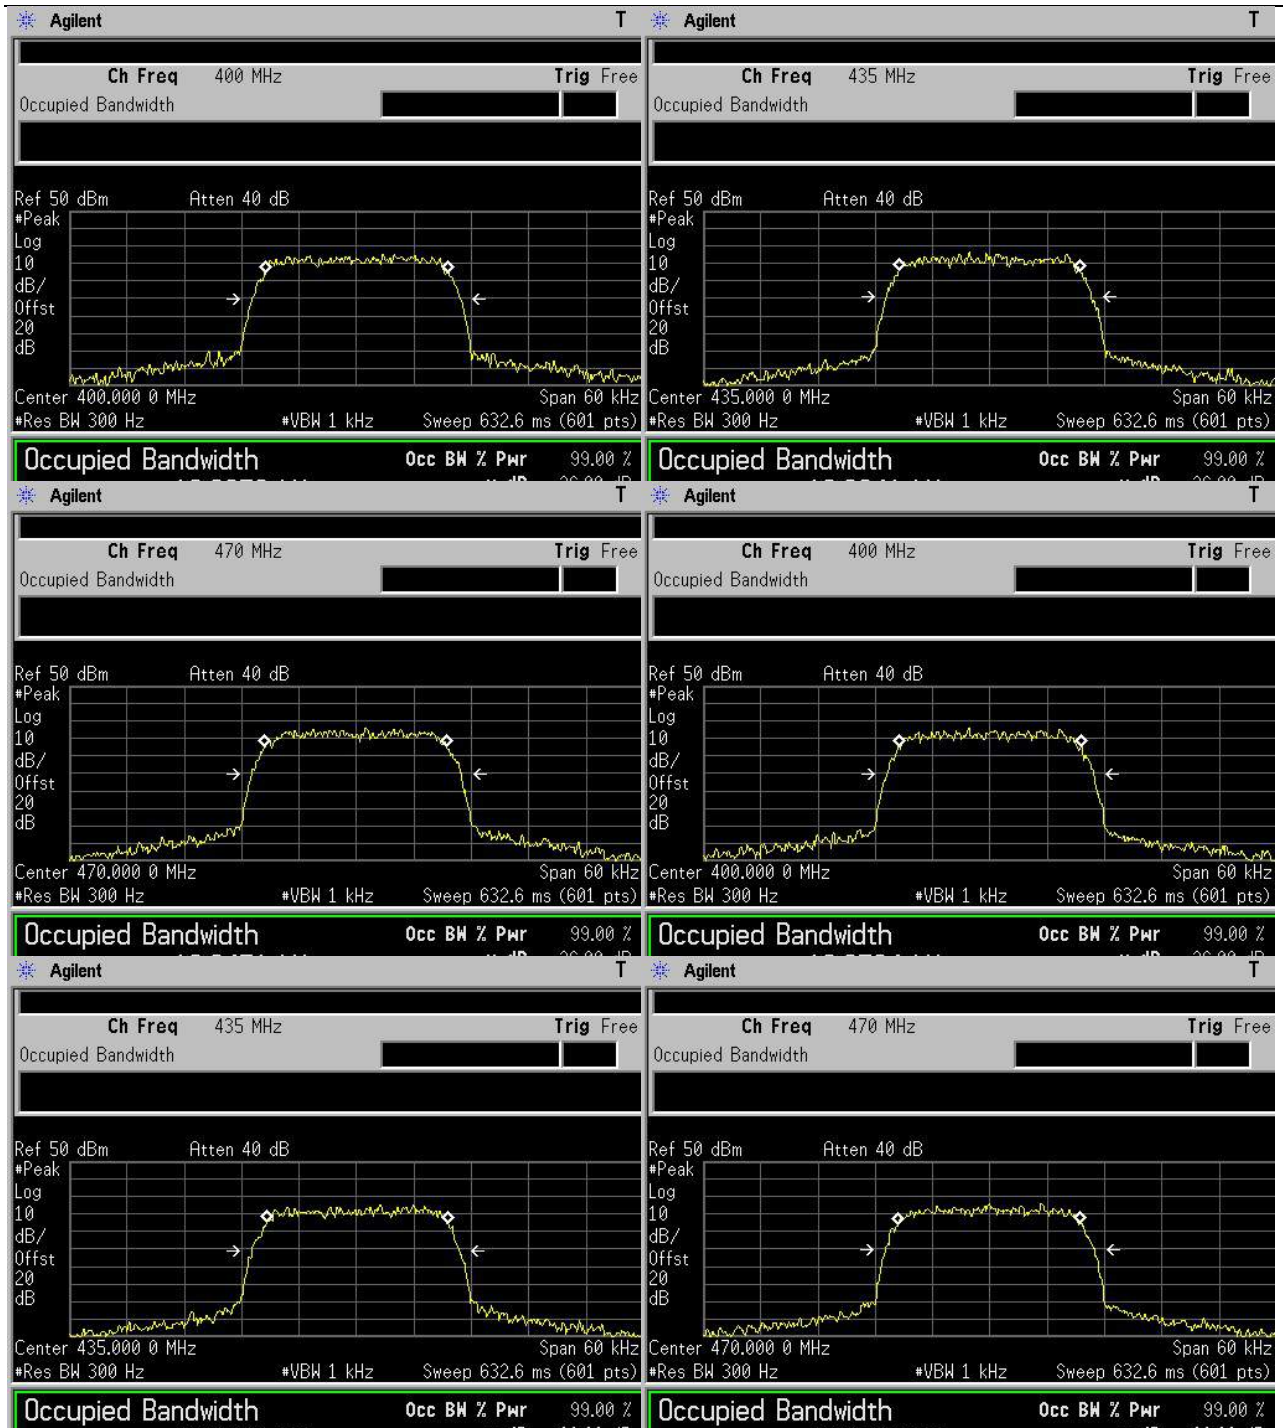 Agilent T
Ch Freq 400 MHz Trig Free
Occupied Bandwidth
Ref 50 dBm Atten 40 dB
#Peak
Log
10
dB/
Offst
20
dB
Center 400.000 0 MHz Span 60 kHz
#Res BW 300 Hz #VBW 1 kHz Sweep 632.6 ms (601 pts)
Occupied Bandwidth Occ BW % Pwr 99.00 %
Agilent T
Ch Freq 435 MHz Trig Free
Occupied Bandwidth
Ref 50 dBm Atten 40 dB
#Peak
Log
10
dB/
Offst
20
dB
Center 435.000 0 MHz Span 60 kHz
#Res BW 300 Hz #VBW 1 kHz Sweep 632.6 ms (601 pts)
Occupied Bandwidth Occ BW % Pwr 99.00 %
Agilent T
Ch Freq 470 MHz Trig Free
Occupied Bandwidth
Ref 50 dBm Atten 40 dB
#Peak
Log
10
dB/
Offst
20
dB
Center 470.000 0 MHz Span 60 kHz
#Res BW 300 Hz #VBW 1 kHz Sweep 632.6 ms (601 pts)
Occupied Bandwidth Occ BW % Pwr 99.00 %
Agilent T
Ch Freq 400 MHz Trig Free
Occupied Bandwidth
Ref 50 dBm Atten 40 dB
#Peak
Log
10
dB/
Offst
20
dB
Center 400.000 0 MHz Span 60 kHz
#Res BW 300 Hz #VBW 1 kHz Sweep 632.6 ms (601 pts)
Occupied Bandwidth Occ BW % Pwr 99.00 %
Agilent T
Ch Freq 435 MHz Trig Free
Occupied Bandwidth
Ref 50 dBm Atten 40 dB
#Peak
Log
10
dB/
Offst
20
dB
Center 435.000 0 MHz Span 60 kHz
#Res BW 300 Hz #VBW 1 kHz Sweep 632.6 ms (601 pts)
Occupied Bandwidth Occ BW % Pwr 99.00 %
Agilent T
Ch Freq 470 MHz Trig Free
Occupied Bandwidth
Ref 50 dBm Atten 40 dB
#Peak
Log
10
dB/
Offst
20
dB
Center 470.000 0 MHz Span 60 kHz
#Res BW 300 Hz #VBW 1 kHz Sweep 632.6 ms (601 pts)
Occupied Bandwidth Occ BW % Pwr 99.00 %